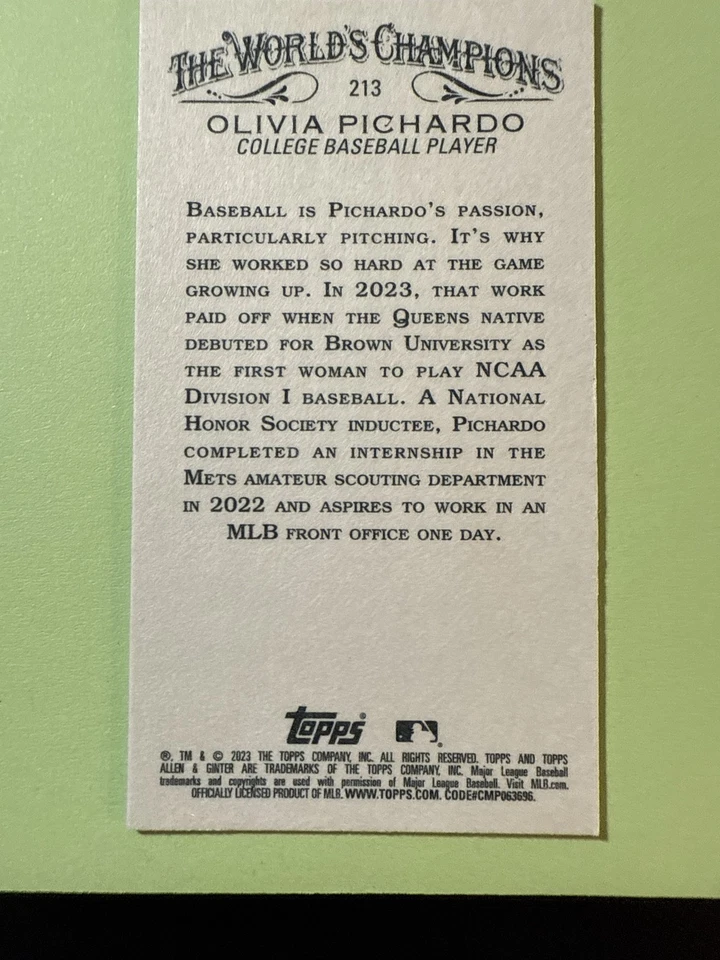 THE WORLD'S CHAMPIONS
213
OLIVIA PICHARDO
COLLEGE BASEBALL PLAYER
BASEBALL IS PICHARDO'S PASSION,
PARTICULARLY PITCHING. IT'S WHY
SHE WORKED SO HARD AT THE GAME
GROWING UP. IN 2023, THAT WORK
PAID OFF WHEN THE QUEENS NATIVE
DEBUTED FOR BROWN UNIVERSITY AS
THE FIRST WOMAN TO PLAY NCAA
DIVISION I BASEBALL. A NATIONAL
HONOR SOCIETY INDUCTEE, PICHARDO
COMPLETED AN INTERNSHIP IN THE
METS AMATEUR SCOUTING DEPARTMENT
IN 2022 AND ASPIRES TO WORK IN AN
MLB FRONT OFFICE ONE DAY.
Topps®
®, TM & © 2023 THE TOPPS COMPANY, INC. ALL RIGHTS RESERVED. TOPPS AND TOPPS
ALLEN & GINTER ARE TRADEMARKS OF THE TOPPS COMPANY, INC. Major League Baseball
trademarks and copyrights are used with permission of Major League Baseball. Visit MLB.com.
OFFICIALLY LICENSED PRODUCT OF MLB. WWW.TOPPS.COM. CODE#CMP063696.